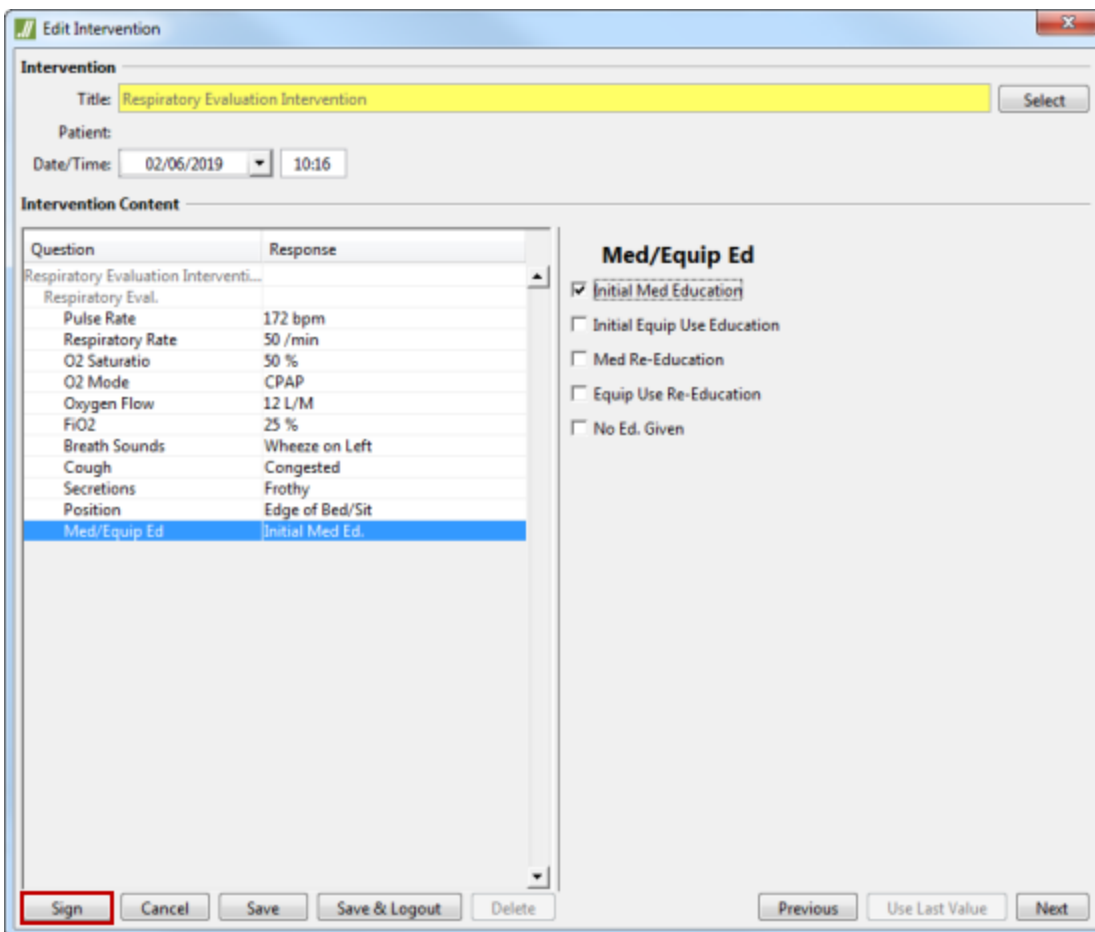 Edit Intervention
Intervention
Title: Respiratory Evaluation Intervention Select
Patient:
Date/Time: 02/06/2019 10:16
Intervention Content
Question Response
Respiratory Evaluation Interventi...
Respiratory Eval.
Pulse Rate 172 bpm
Respiratory Rate 50 /min
O2 Saturatio 50 %
O2 Mode CPAP
Oxygen Flow 12 L/M
FiO2 25 %
Breath Sounds Wheeze on Left
Cough Congested
Secretions Frothy
Position Edge of Bed/Sit
Med/Equip Ed Initial Med Ed.
Med/Equip Ed
Initial Med Education
Initial Equip Use Education
Med Re-Education
Equip Use Re-Education
No Ed. Given
Sign Cancel Save Save & Logout Delete Previous Use Last Value Next